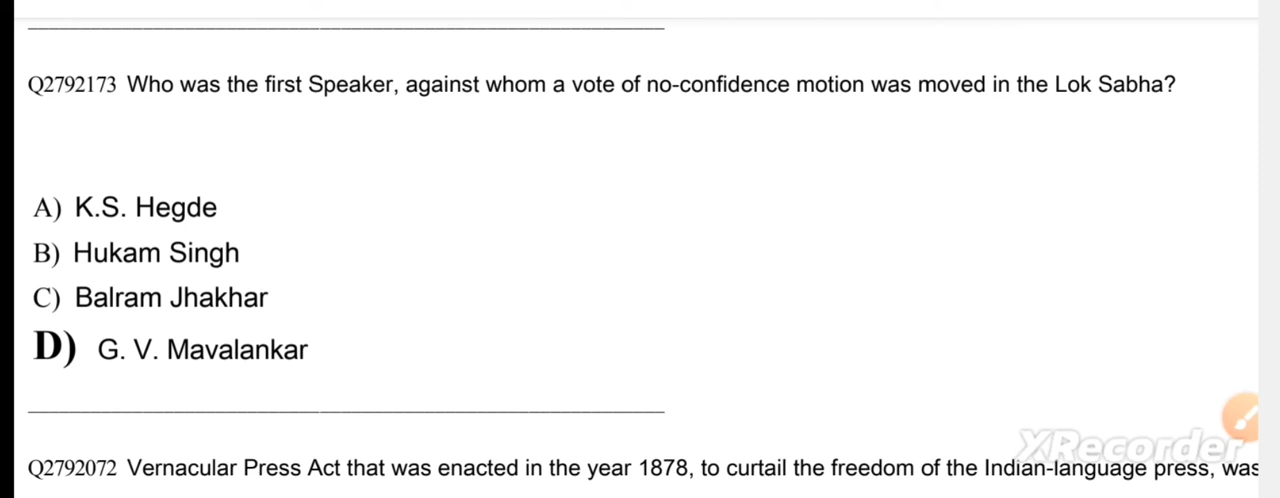 Q2792173 Who was the first Speaker, against whom a vote of no-confidence motion was moved in the Lok Sabha?
A) K.S. Hegde
B) Hukam Singh
C) Balram Jhakhar
D) G. V. Mavalankar
XRecorder
Q2792072 Vernacular Press Act that was enacted in the year 1878, to curtail the freedom of the Indian-language press, was